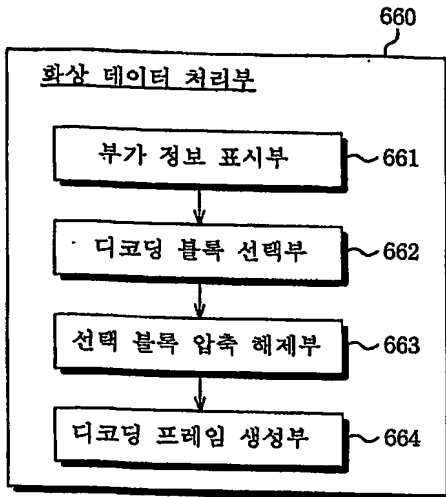 660
화상 데이터 처리부
부가 정보 표시부 661
디코딩 블록 선택부 662
선택 블록 압축 해제부 663
디코딩 프레임 생성부 664